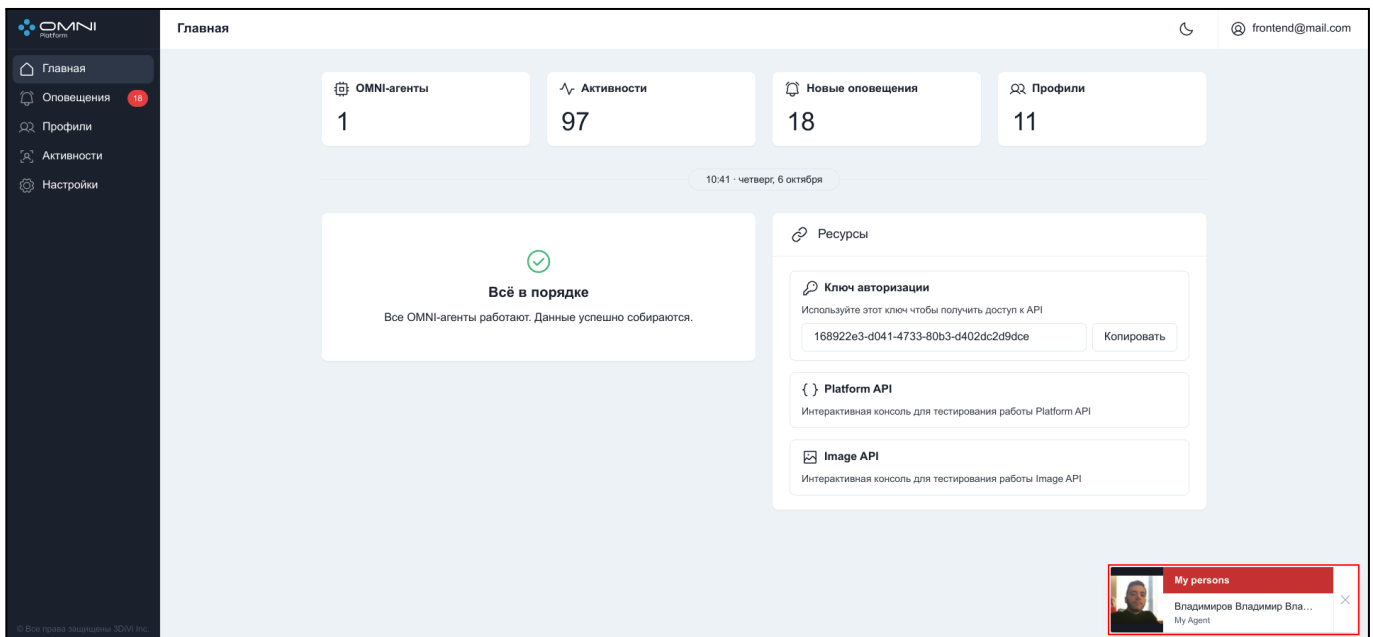 OMNI
Platform
Главная
frontend@mail.com
Главная
Оповещения 18
Профили
Активности
Настройки
OMNI-агенты
1
Активности
97
Новые оповещения
18
Профили
11
10:41 · четверг, 6 октября
Всё в порядке
Все OMNI-агенты работают. Данные успешно собираются.
Ресурсы
Ключ авторизации
Используйте этот ключ чтобы получить доступ к API
168922e3-d041-4733-80b3-d402dc2d9dce
Копировать
{ } Platform API
Интерактивная консоль для тестирования работы Platform API
Image API
Интерактивная консоль для тестирования работы Image API
My persons
Владимиров Владимир Вла...
My Agent
© Все права защищены 3DiVi Inc.